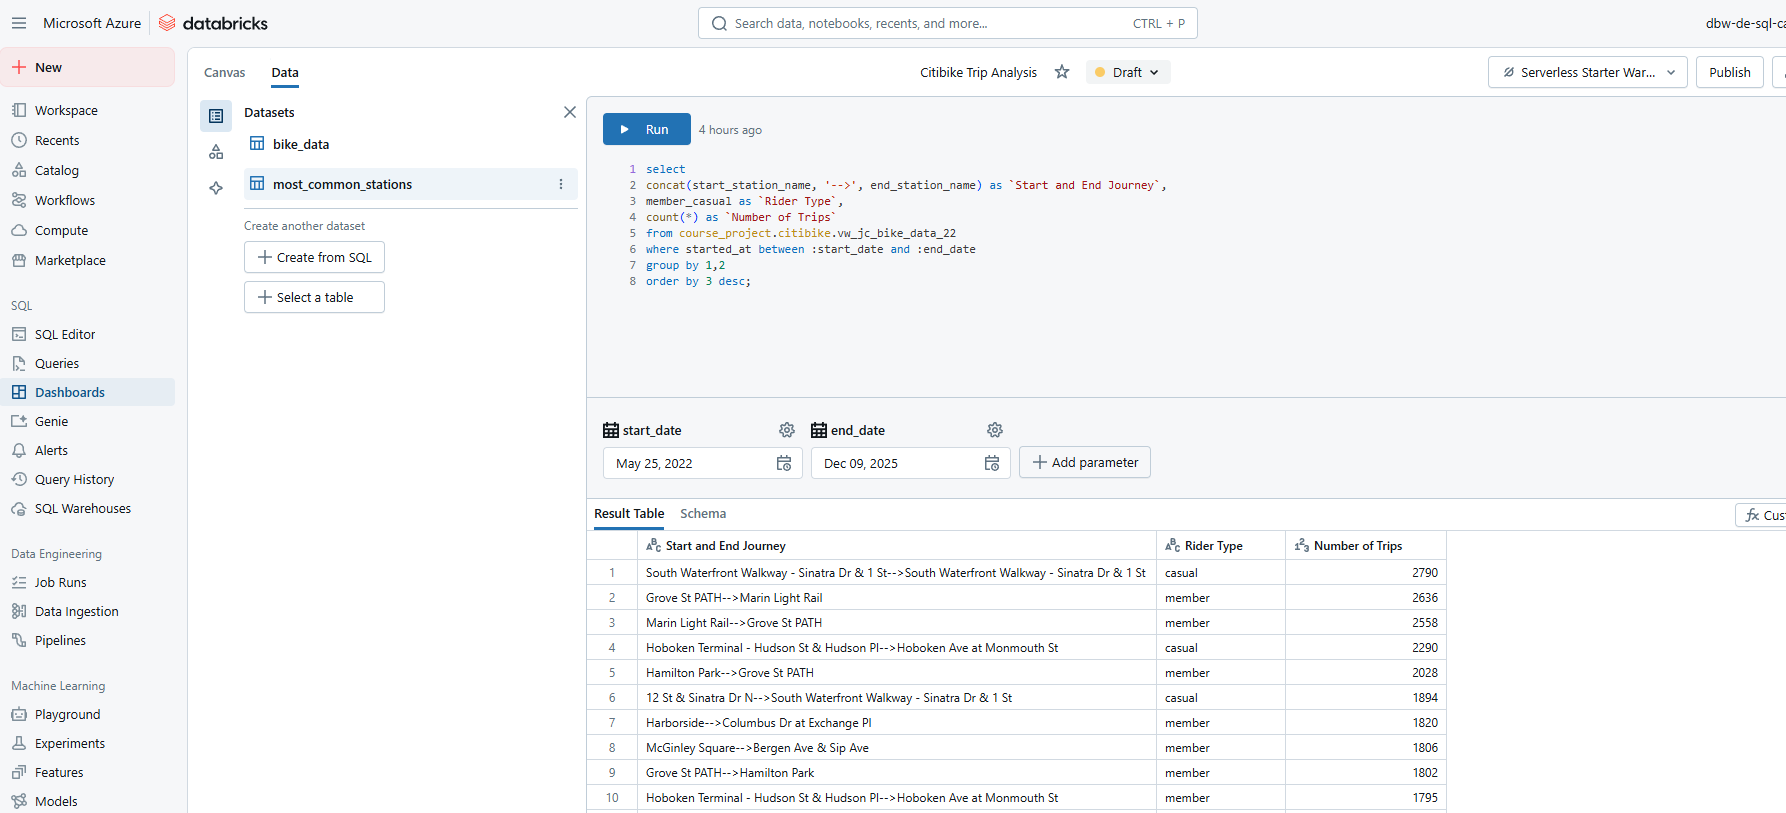 Microsoft Azure
databricks
Search data, notebooks, recents, and more...
CTRL + P
dbw-de-sql-ca
New
Workspace
Recents
Catalog
Workflows
Compute
Marketplace
SQL
SQL Editor
Queries
Dashboards
Genie
Alerts
Query History
SQL Warehouses
Data Engineering
Job Runs
Data Ingestion
Pipelines
Machine Learning
Playground
Experiments
Features
Models
Canvas
Data
Citibike Trip Analysis
Draft
Serverless Starter War...
Publish
Datasets
bike_data
most_common_stations
Create another dataset
Create from SQL
Select a table
Run
4 hours ago
1 select
2 concat(start_station_name, '-->', end_station_name) as `Start and End Journey`,
3 member_casual as `Rider Type`,
4 count(*) as `Number of Trips`
5 from course_project.citibike.vw_jc_bike_data_22
6 where started_at between :start_date and :end_date
7 group by 1,2
8 order by 3 desc;
start_date
end_date
May 25, 2022
Dec 09, 2025
Add parameter
Result Table
Schema
fx Cust
ABC Start and End Journey ABC Rider Type 123 Number of Trips
1 South Waterfront Walkway - Sinatra Dr & 1 St-->South Waterfront Walkway - Sinatra Dr & 1 St casual 2790
2 Grove St PATH-->Marin Light Rail member 2636
3 Marin Light Rail-->Grove St PATH member 2558
4 Hoboken Terminal - Hudson St & Hudson Pl-->Hoboken Ave at Monmouth St casual 2290
5 Hamilton Park-->Grove St PATH member 2028
6 12 St & Sinatra Dr N-->South Waterfront Walkway - Sinatra Dr & 1 St casual 1894
7 Harborside-->Columbus Dr at Exchange Pl member 1820
8 McGinley Square-->Bergen Ave & Sip Ave member 1806
9 Grove St PATH-->Hamilton Park member 1802
10 Hoboken Terminal - Hudson St & Hudson Pl-->Hoboken Ave at Monmouth St member 1795